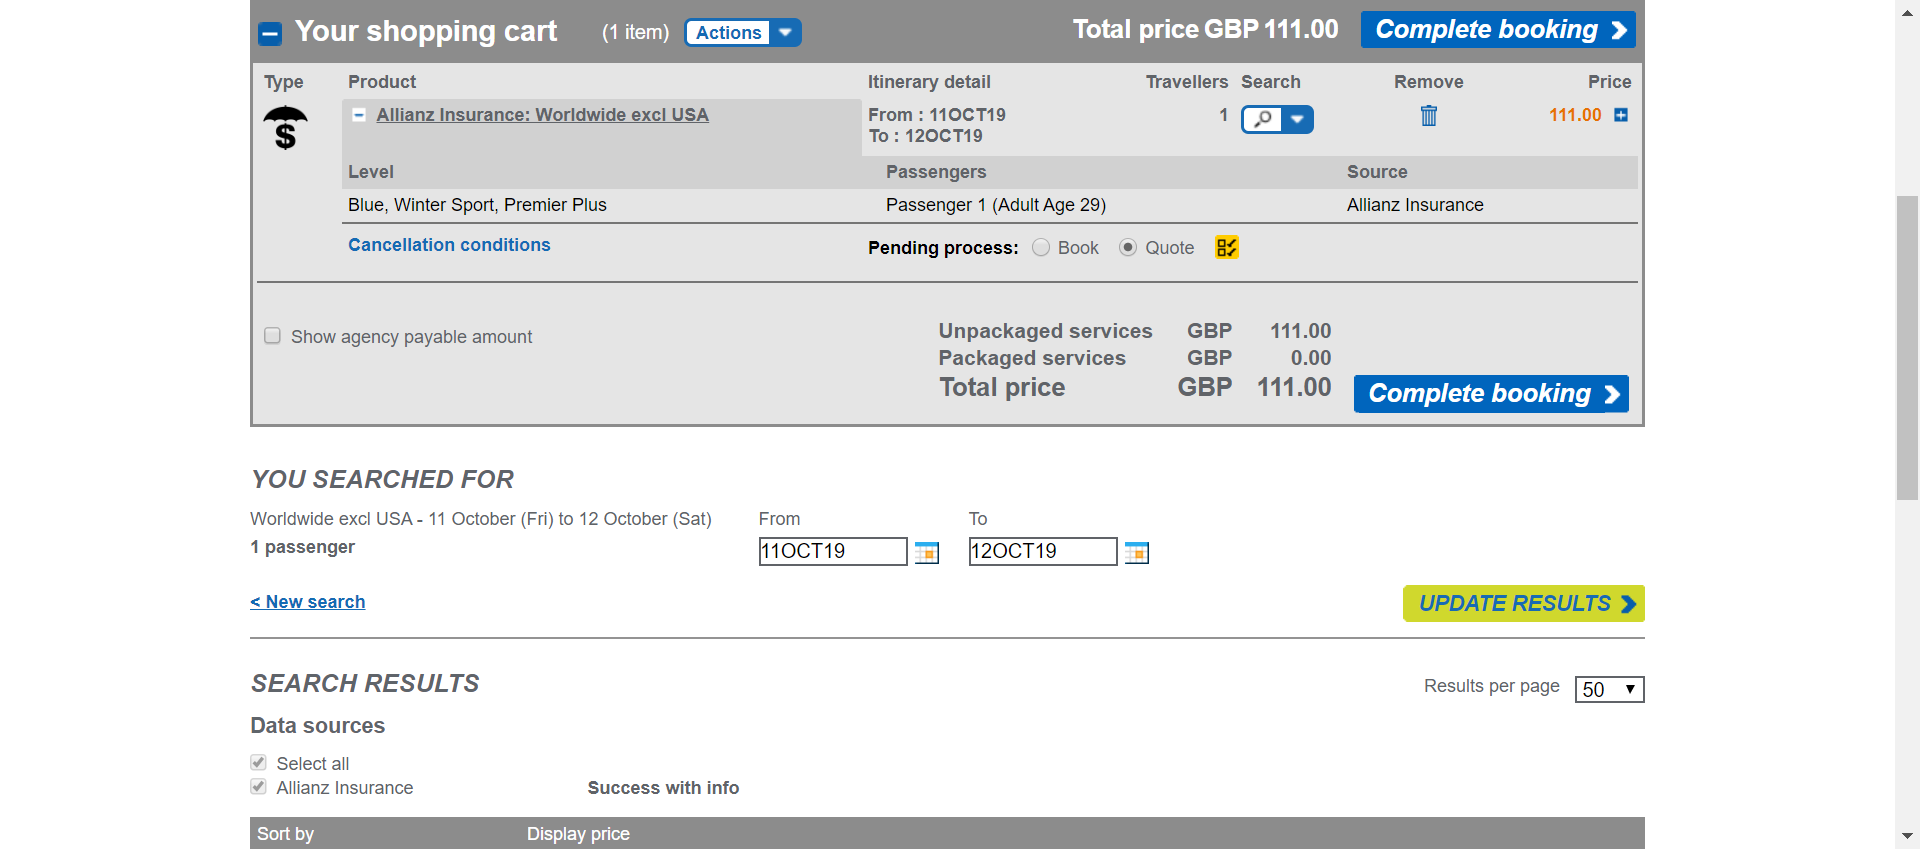 Your shopping cart (1 item) Actions Total price GBP 111.00 Complete booking
Type Product Itinerary detail Travellers Search Remove Price
Allianz Insurance: Worldwide excl USA From : 11OCT19 1 111.00
To : 12OCT19
Level Passengers Source
Blue, Winter Sport, Premier Plus Passenger 1 (Adult Age 29) Allianz Insurance
Cancellation conditions Pending process: Book Quote
Show agency payable amount Unpackaged services GBP 111.00
Packaged services GBP 0.00
Total price GBP 111.00 Complete booking
YOU SEARCHED FOR
Worldwide excl USA - 11 October (Fri) to 12 October (Sat) From To
1 passenger 11OCT19 12OCT19
< New search UPDATE RESULTS
SEARCH RESULTS Results per page 50
Data sources
Select all
Allianz Insurance Success with info
Sort by Display price